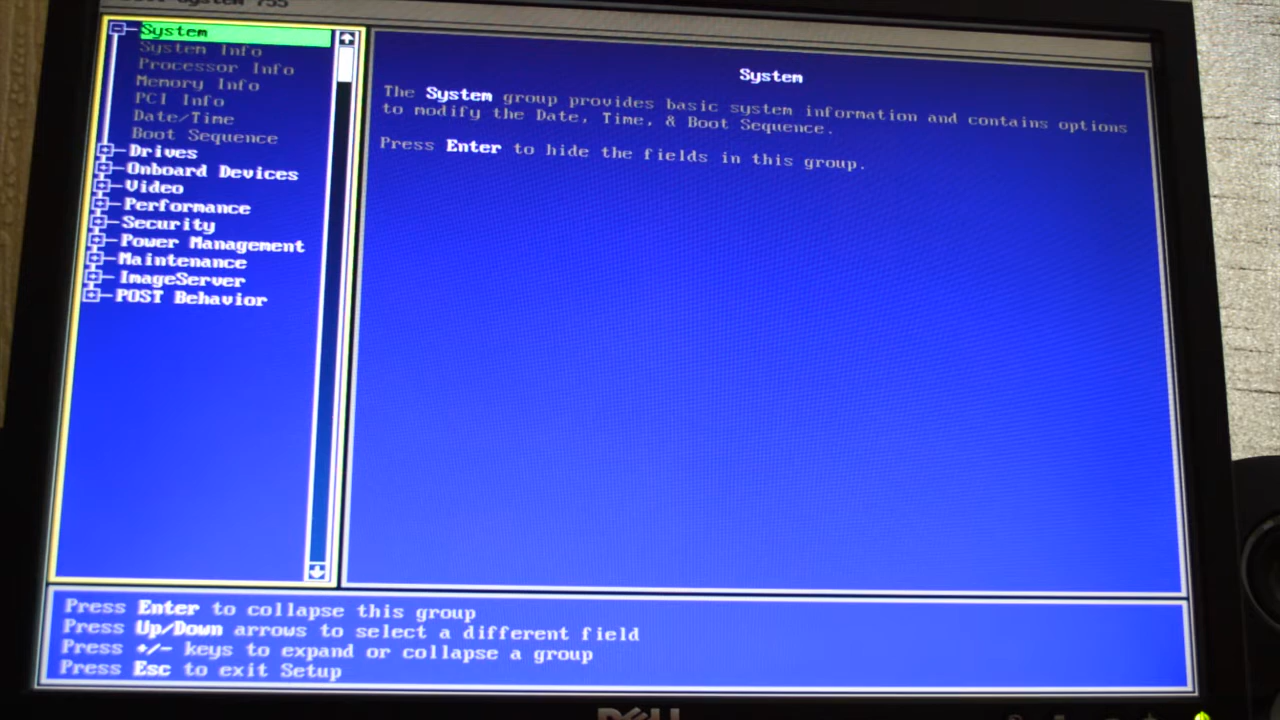 System 755
System
System Info
Processor Info
Memory Info
PCI Info
Date/Time
Boot Sequence
Drives
Onboard Devices
Video
Performance
Security
Power Management
Maintenance
ImageServer
POST Behavior
System
The System group provides basic system information and contains options
to modify the Date, Time, & Boot Sequence.
Press Enter to hide the fields in this group.
Press Enter to collapse this group
Press Up/Down arrows to select a different field
Press +/- keys to expand or collapse a group
Press Esc to exit Setup
DELL